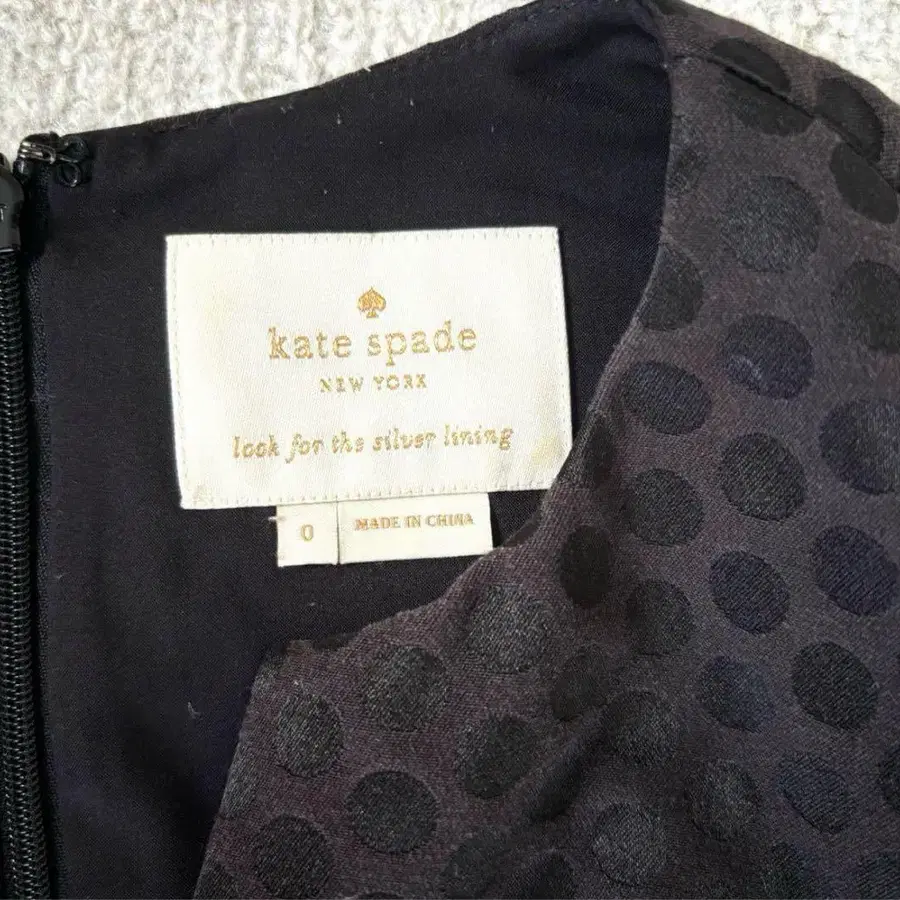 kate spade
NEW YORK
look for the silver lining
0
MADE IN CHINA